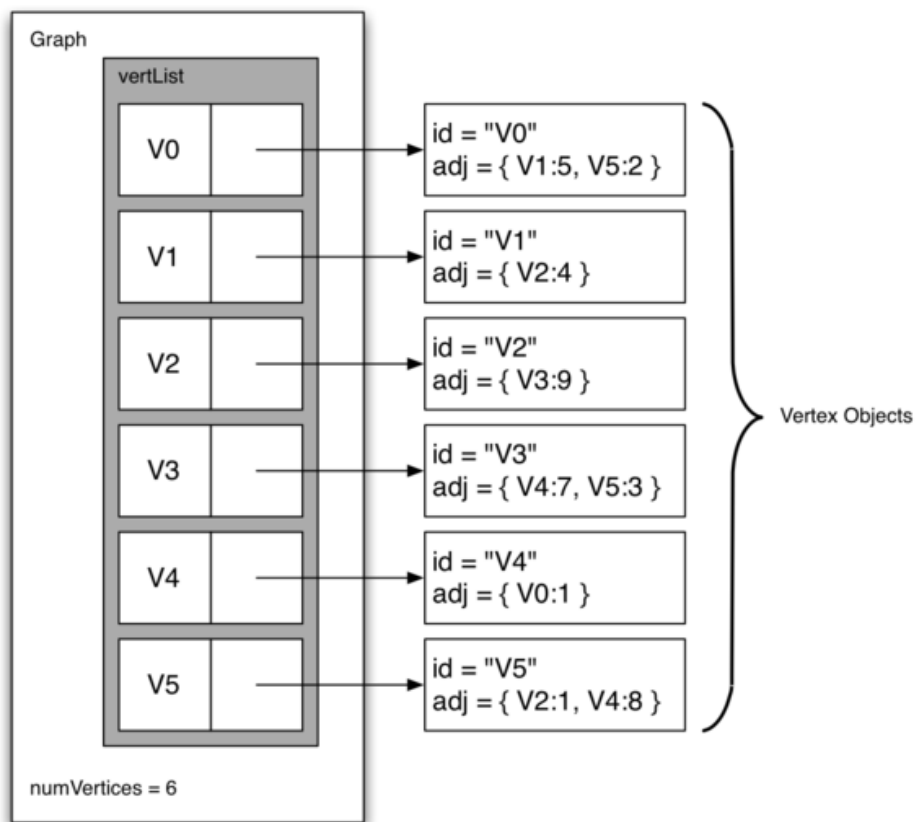 Graph
vertList
V0
id = "V0"
adj = { V1:5, V5:2 }
V1
id = "V1"
adj = { V2:4 }
V2
id = "V2"
adj = { V3:9 }
V3
id = "V3"
adj = { V4:7, V5:3 }
V4
id = "V4"
adj = { V0:1 }
V5
id = "V5"
adj = { V2:1, V4:8 }
Vertex Objects
numVertices = 6